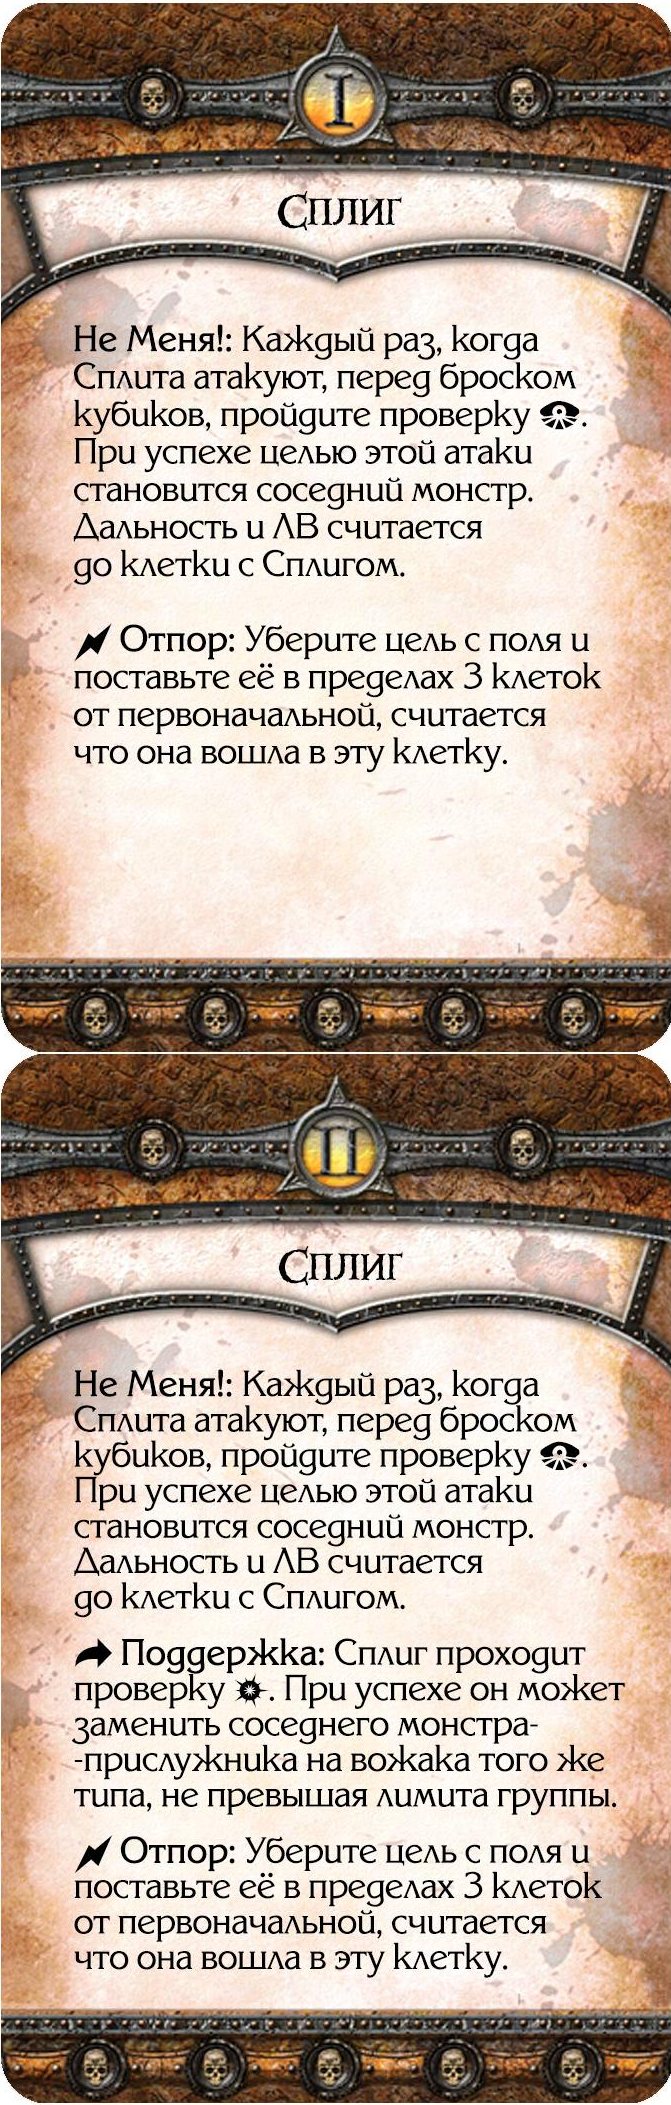 I
Сплиг
Не Меня!: Каждый раз, когда
Сплита атакуют, перед броском
кубиков, пройдите проверку .
При успехе целью этой атаки
становится соседний монстр.
Дальность и ЛВ считается
до клетки с Сплигом.
Отпор: Уберите цель с поля и
поставьте её в пределах 3 клеток
от первоначальной, считается
что она вошла в эту клетку.
II
Сплиг
Не Меня!: Каждый раз, когда
Сплита атакуют, перед броском
кубиков, пройдите проверку .
При успехе целью этой атаки
становится соседний монстр.
Дальность и ЛВ считается
до клетки с Сплигом.
Поддержка: Сплиг проходит
проверку . При успехе он может
заменить соседнего монстра-
-прислужника на вожака того же
типа, не превышая лимита группы.
Отпор: Уберите цель с поля и
поставьте её в пределах 3 клеток
от первоначальной, считается
что она вошла в эту клетку.